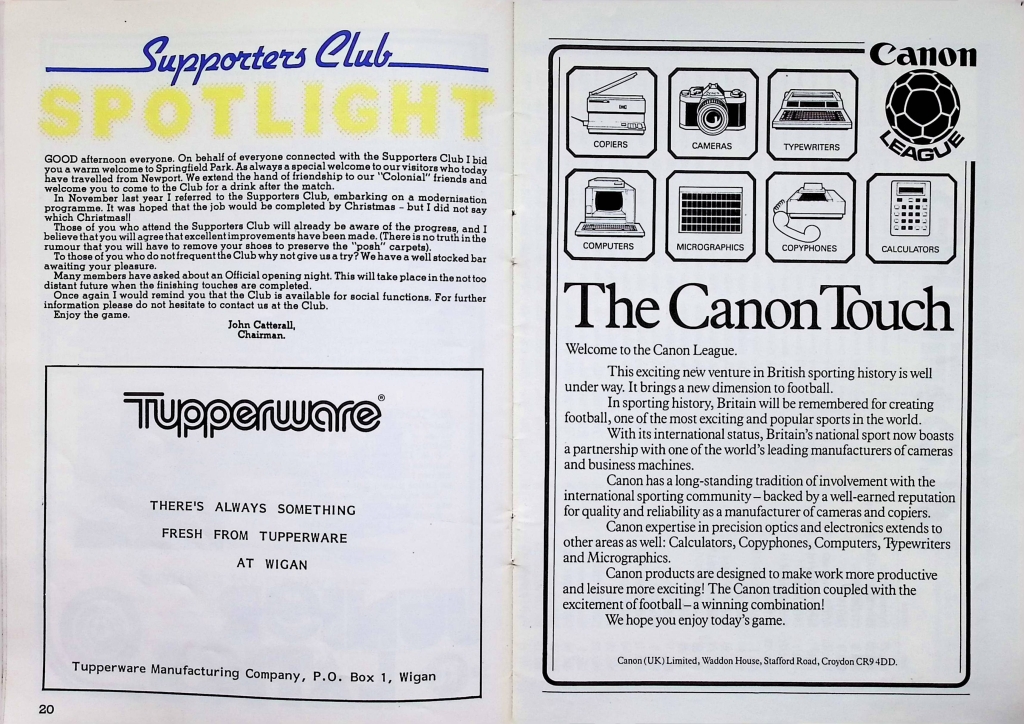 Supporters Club
SPOTLIGHT
GOOD afternoon everyone. On behalf of everyone connected with the Supporters Club I bid
you a warm welcome to Springfield Park. As always a special welcome to our visitors who today
have travelled from Newport. We extend the hand of friendship to our "Colonial" friends and
welcome you to come to the Club for a drink after the match.
In November last year I referred to the Supporters Club, embarking on a modernisation
programme. It was hoped that the job would be completed by Christmas - but I did not say
which Christmas!!
Those of you who attend the Supporters Club will already be aware of the progress, and I
believe that you will agree that excellent improvements have been made. (There is no truth in the
rumour that you will have to remove your shoes to preserve the "posh" carpets).
To those of you who do not frequent the Club why not give us a try? We have a well stocked bar
awaiting your pleasure.
Many members have asked about an Official opening night. This will take place in the not too
distant future when the finishing touches are completed.
Once again I would remind you that the Club is available for social functions. For further
information please do not hesitate to contact us at the Club.
Enjoy the game.
John Catterall,
Chairman.
Tupperware®
THERE'S ALWAYS SOMETHING
FRESH FROM TUPPERWARE
AT WIGAN
Tupperware Manufacturing Company, P.O. Box 1, Wigan
20
Canon
LEAGUE
COPIERS
CAMERAS
TYPEWRITERS
COMPUTERS
MICROGRAPHICS
COPYPHONES
CALCULATORS
The Canon Touch
Welcome to the Canon League.
This exciting new venture in British sporting history is well
under way. It brings a new dimension to football.
In sporting history, Britain will be remembered for creating
football, one of the most exciting and popular sports in the world.
With its international status, Britain's national sport now boasts
a partnership with one of the world's leading manufacturers of cameras
and business machines.
Canon has a long-standing tradition of involvement with the
international sporting community – backed by a well-earned reputation
for quality and reliability as a manufacturer of cameras and copiers.
Canon expertise in precision optics and electronics extends to
other areas as well: Calculators, Copyphones, Computers, Typewriters
and Micrographics.
Canon products are designed to make work more productive
and leisure more exciting! The Canon tradition coupled with the
excitement of football – a winning combination!
We hope you enjoy today's game.
Canon (UK) Limited, Waddon House, Stafford Road, Croydon CR9 4DD.